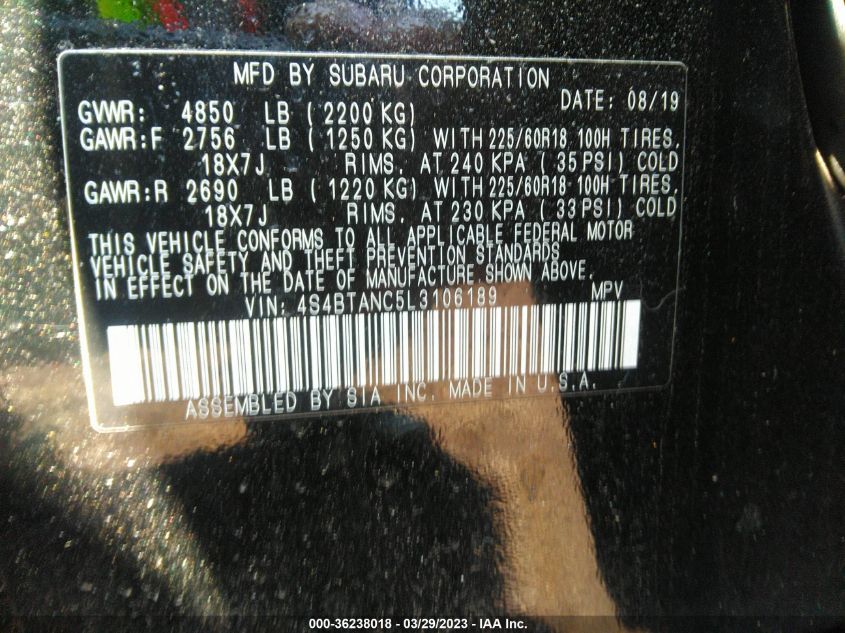 MFD BY SUBARU CORPORATION
GVWR: 4850 LB ( 2200 KG) DATE: 08/19
GAWR:F 2756 LB ( 1250 KG) WITH 225/60R18 100H TIRES,
18X7J RIMS, AT 240 KPA ( 35 PSI) COLD
GAWR:R 2690 LB ( 1220 KG) WITH 225/60R18 100H TIRES,
18X7J RIMS, AT 230 KPA ( 33 PSI) COLD
THIS VEHICLE CONFORMS TO ALL APPLICABLE FEDERAL MOTOR
VEHICLE SAFETY AND THEFT PREVENTION STANDARDS
IN EFFECT ON THE DATE OF MANUFACTURE SHOWN ABOVE.
VIN: 4S4BTANC5L3106189 MPV
ASSEMBLED BY SIA INC. MADE IN U.S.A.
000-36238018 - 03/29/2023 - IAA Inc.